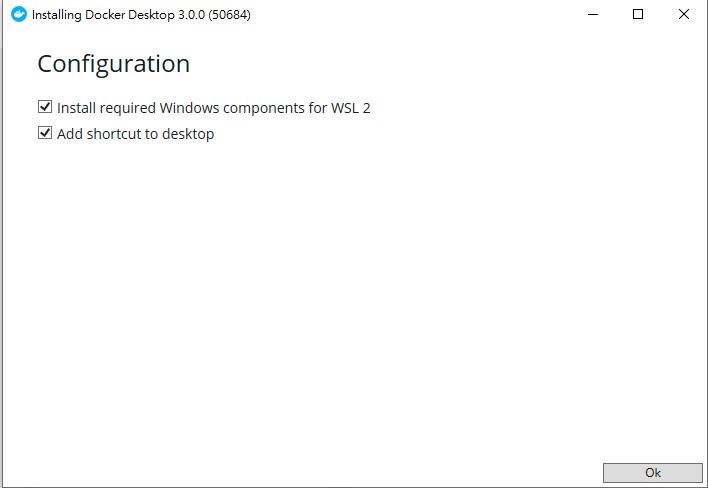 Installing Docker Desktop 3.0.0 (50684)
Configuration
Install required Windows components for WSL 2
Add shortcut to desktop
Ok